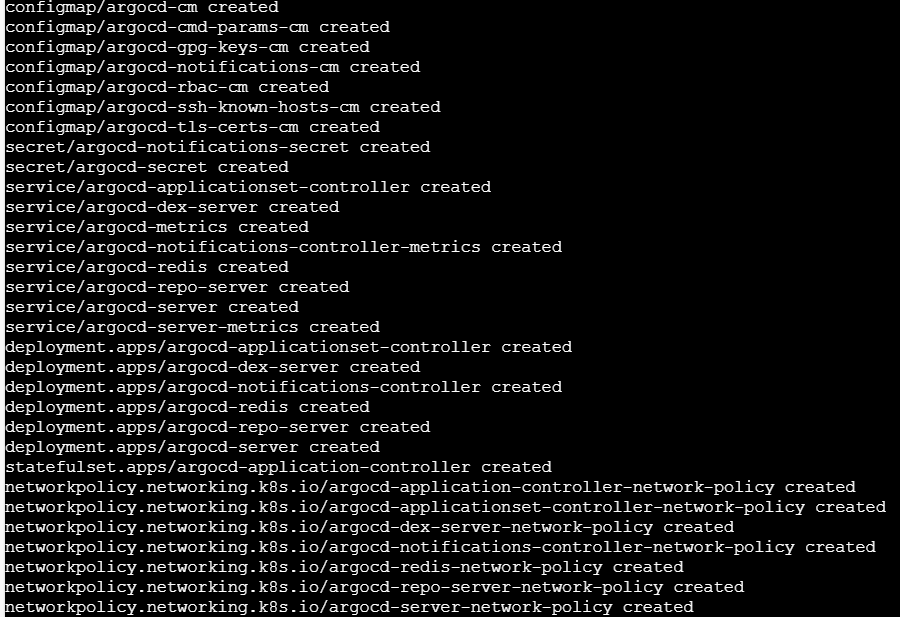 configmap/argocd-cm created
configmap/argocd-cmd-params-cm created
configmap/argocd-gpg-keys-cm created
configmap/argocd-notifications-cm created
configmap/argocd-rbac-cm created
configmap/argocd-ssh-known-hosts-cm created
configmap/argocd-tls-certs-cm created
secret/argocd-notifications-secret created
secret/argocd-secret created
service/argocd-applicationset-controller created
service/argocd-dex-server created
service/argocd-metrics created
service/argocd-notifications-controller-metrics created
service/argocd-redis created
service/argocd-repo-server created
service/argocd-server created
service/argocd-server-metrics created
deployment.apps/argocd-applicationset-controller created
deployment.apps/argocd-dex-server created
deployment.apps/argocd-notifications-controller created
deployment.apps/argocd-redis created
deployment.apps/argocd-repo-server created
deployment.apps/argocd-server created
statefulset.apps/argocd-application-controller created
networkpolicy.networking.k8s.io/argocd-application-controller-network-policy created
networkpolicy.networking.k8s.io/argocd-applicationset-controller-network-policy created
networkpolicy.networking.k8s.io/argocd-dex-server-network-policy created
networkpolicy.networking.k8s.io/argocd-notifications-controller-network-policy created
networkpolicy.networking.k8s.io/argocd-redis-network-policy created
networkpolicy.networking.k8s.io/argocd-repo-server-network-policy created
networkpolicy.networking.k8s.io/argocd-server-network-policy created